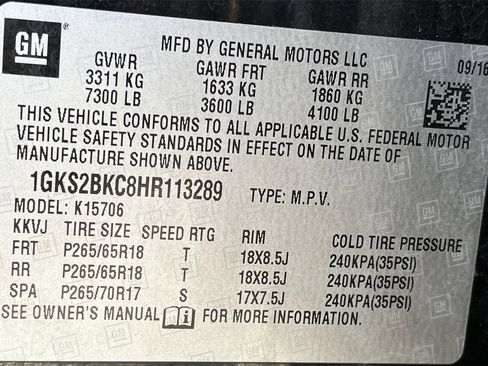 GM
MFD BY GENERAL MOTORS LLC
GVWR GAWR FRT GAWR RR 09/16
3311 KG 1633 KG 1860 KG
7300 LB 3600 LB 4100 LB
THIS VEHICLE CONFORMS TO ALL APPLICABLE U.S. FEDERAL MOTOR
VEHICLE SAFETY STANDARDS IN EFFECT ON THE DATE OF
MANUFACTURE SHOWN ABOVE.
1GKS2BKC8HR113289 TYPE: M.P.V.
MODEL: K15706
KKVJ TIRE SIZE SPEED RTG RIM COLD TIRE PRESSURE
FRT P265/65R18 T 18X8.5J 240KPA(35PSI)
RR P265/65R18 T 18X8.5J 240KPA(35PSI)
SPA P265/70R17 S 17X7.5J 240KPA(35PSI)
SEE OWNER'S MANUAL FOR MORE INFORMATION.